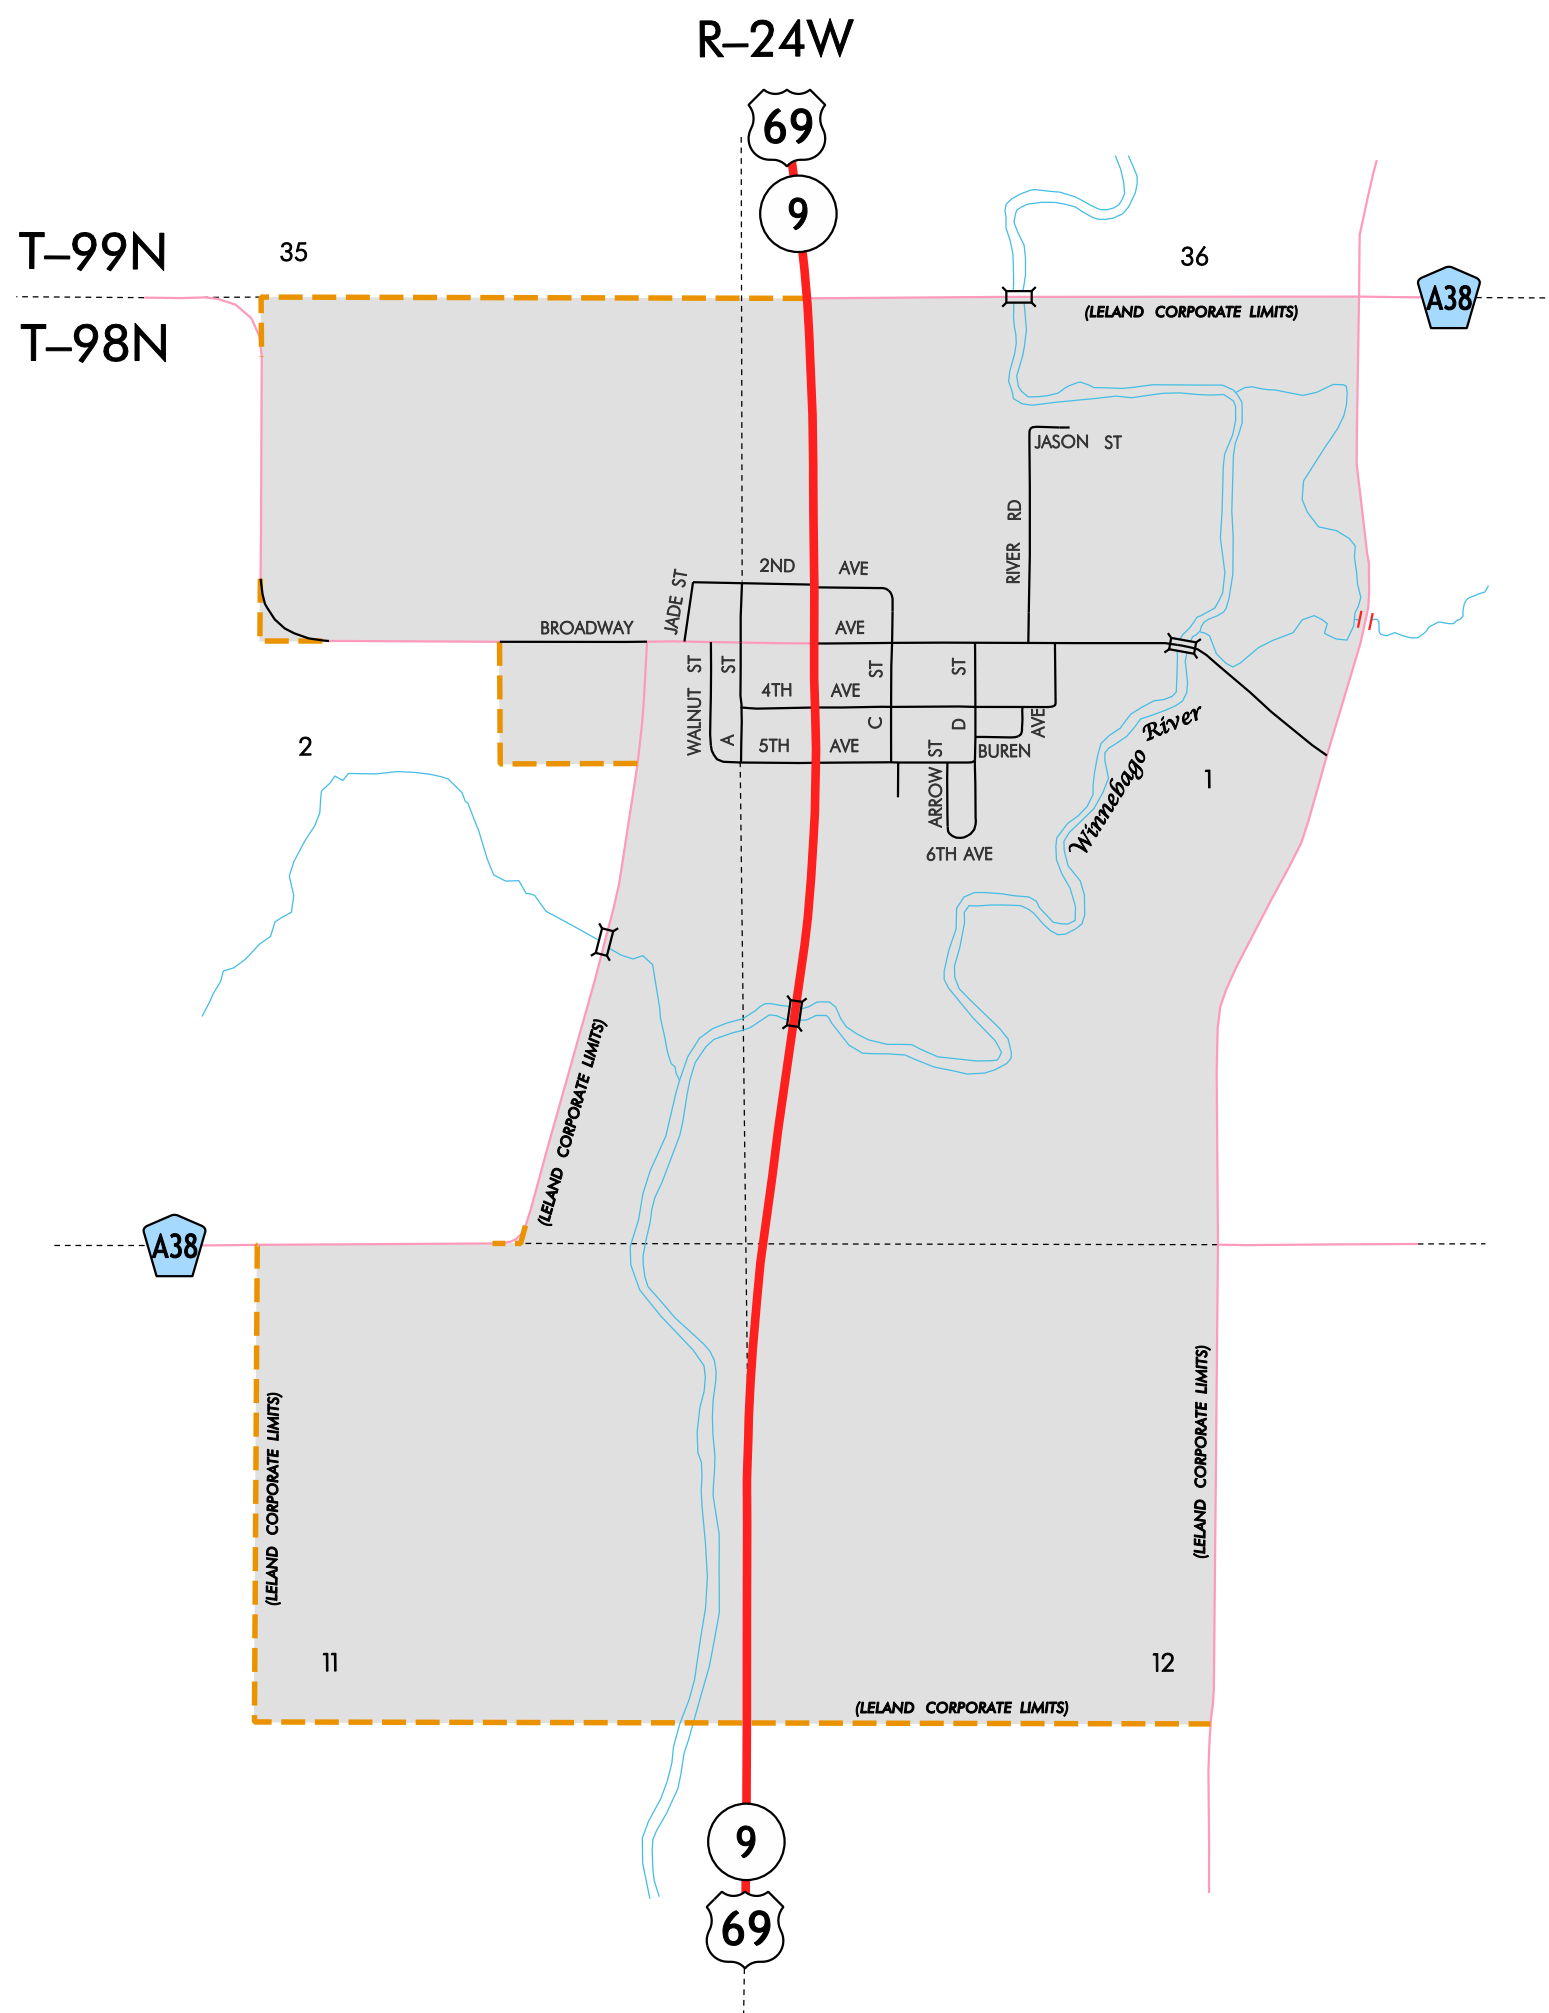 R–24W
69
9
T–99N
35
36
A38
(LELAND CORPORATE LIMITS)
T–98N
JASON ST
RIVER RD
2ND AVE
JADE ST
BROADWAY
AVE
WALNUT ST
A ST
4TH AVE
C ST
D ST
AVE
5TH AVE
ARROW ST
BUREN
6TH AVE
Winnebago River
2
1
(LELAND CORPORATE LIMITS)
A38
(LELAND CORPORATE LIMITS)
(LELAND CORPORATE LIMITS)
11
12
(LELAND CORPORATE LIMITS)
9
69